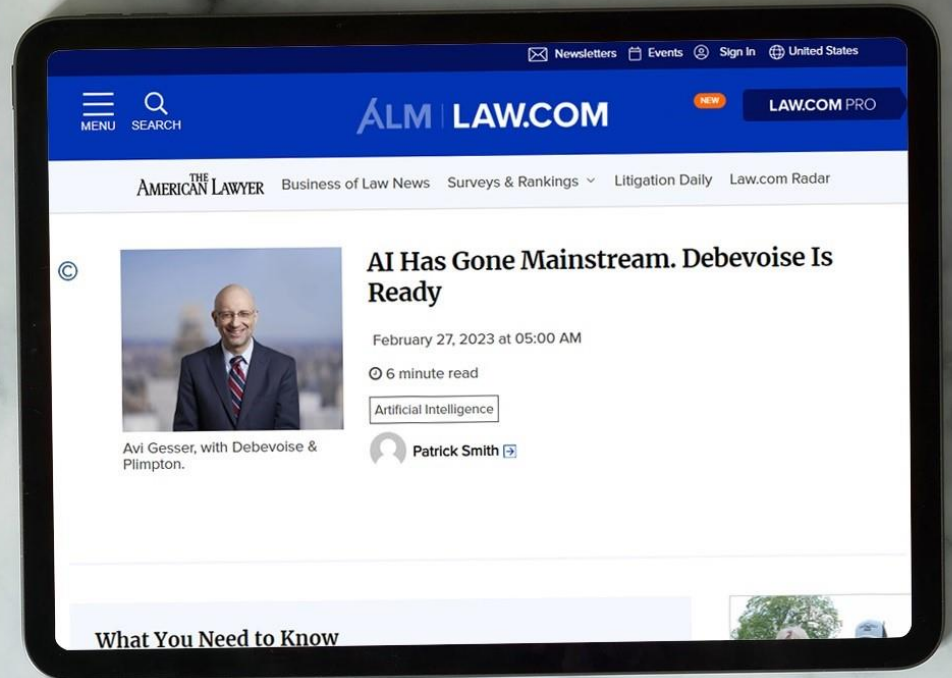 Newsletters Events Sign In United States
MENU SEARCH ALM LAW.COM NEW LAW.COM PRO
THE AMERICAN LAWYER Business of Law News Surveys & Rankings Litigation Daily Law.com Radar
©
AI Has Gone Mainstream. Debevoise Is
Ready
February 27, 2023 at 05:00 AM
6 minute read
Artificial Intelligence
Patrick Smith
Avi Gesser, with Debevoise &
Plimpton.
What You Need to Know